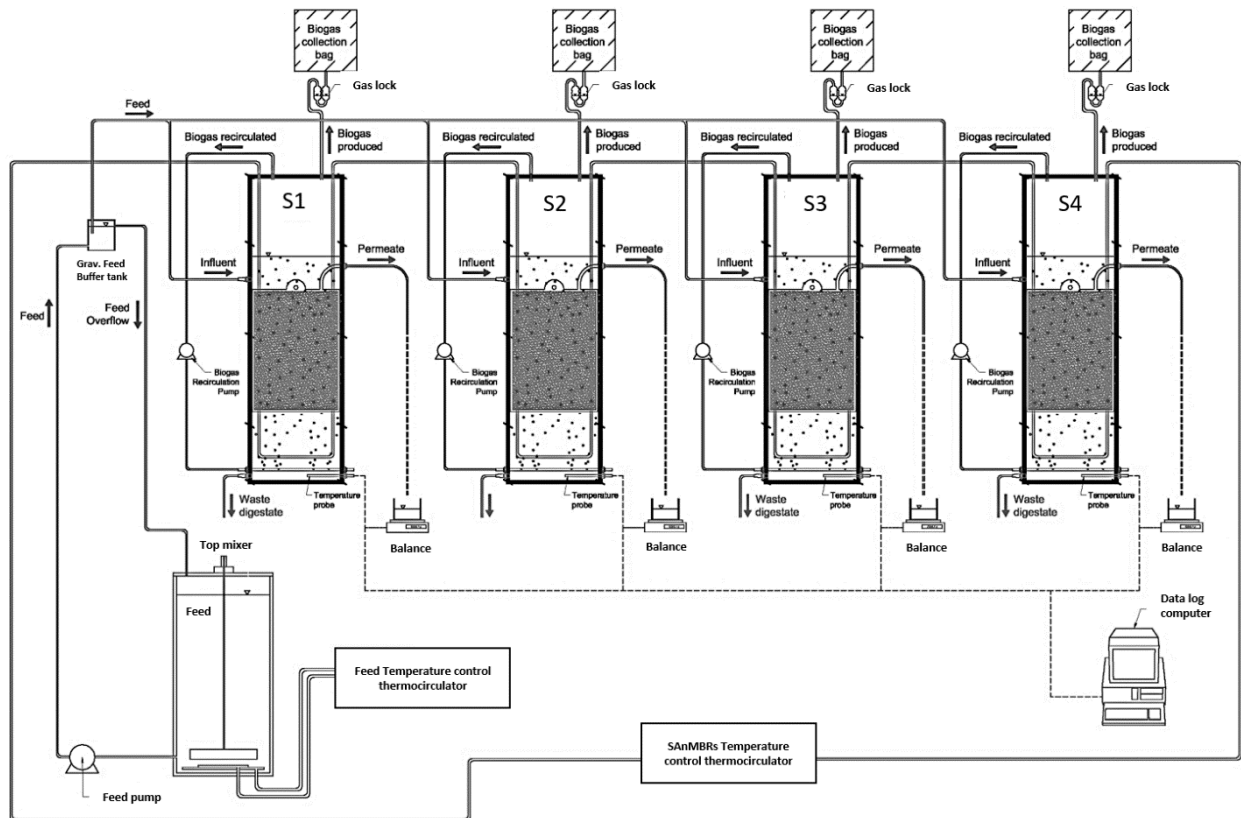 Biogas
collection
bag
Biogas
collection
bag
Biogas
collection
bag
Biogas
collection
bag
Gas lock
Gas lock
Gas lock
Gas lock
Feed
Biogas recirculated
Biogas
produced
Biogas recirculated
Biogas
produced
Biogas recirculated
Biogas
produced
Biogas recirculated
Biogas
produced
S1
S2
S3
S4
Grav. Feed
Buffer tank
Influent
Permeate
Influent
Permeate
Influent
Permeate
Influent
Permeate
Feed
Feed
Overflow
Biogas
Recirculation
Pump
Biogas
Recirculation
Pump
Biogas
Recirculation
Pump
Biogas
Recirculation
Pump
Waste
digestate
Temperature
probe
Temperature
probe
Waste
digestate
Temperature
probe
Waste
digestate
Temperature
probe
Balance
Balance
Balance
Balance
Top mixer
Feed
Data log
computer
Feed Temperature control
thermocirculator
SAnMBRs Temperature
control thermocirculator
Feed pump